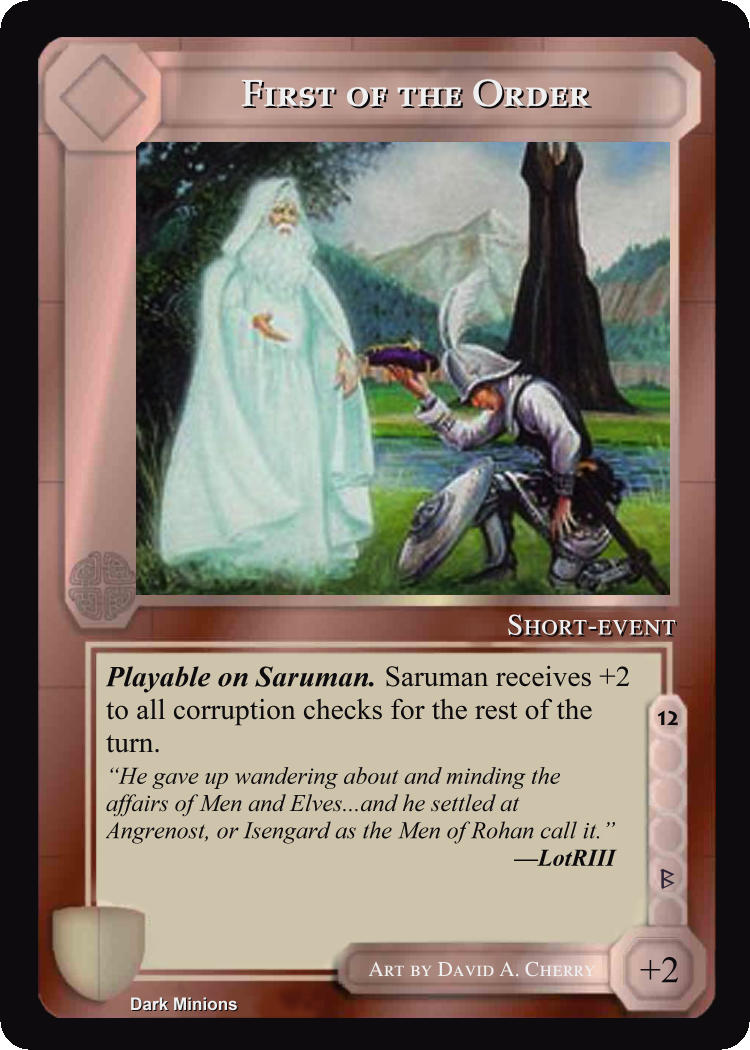 First of the Order
Short-event
Playable on Saruman. Saruman receives +2
to all corruption checks for the rest of the
turn.
“He gave up wandering about and minding the
affairs of Men and Elves...and he settled at
Angrenost, or Isengard as the Men of Rohan call it.”
—LotRIII
12
ᛒ
Art by David A. Cherry
+2
Dark Minions